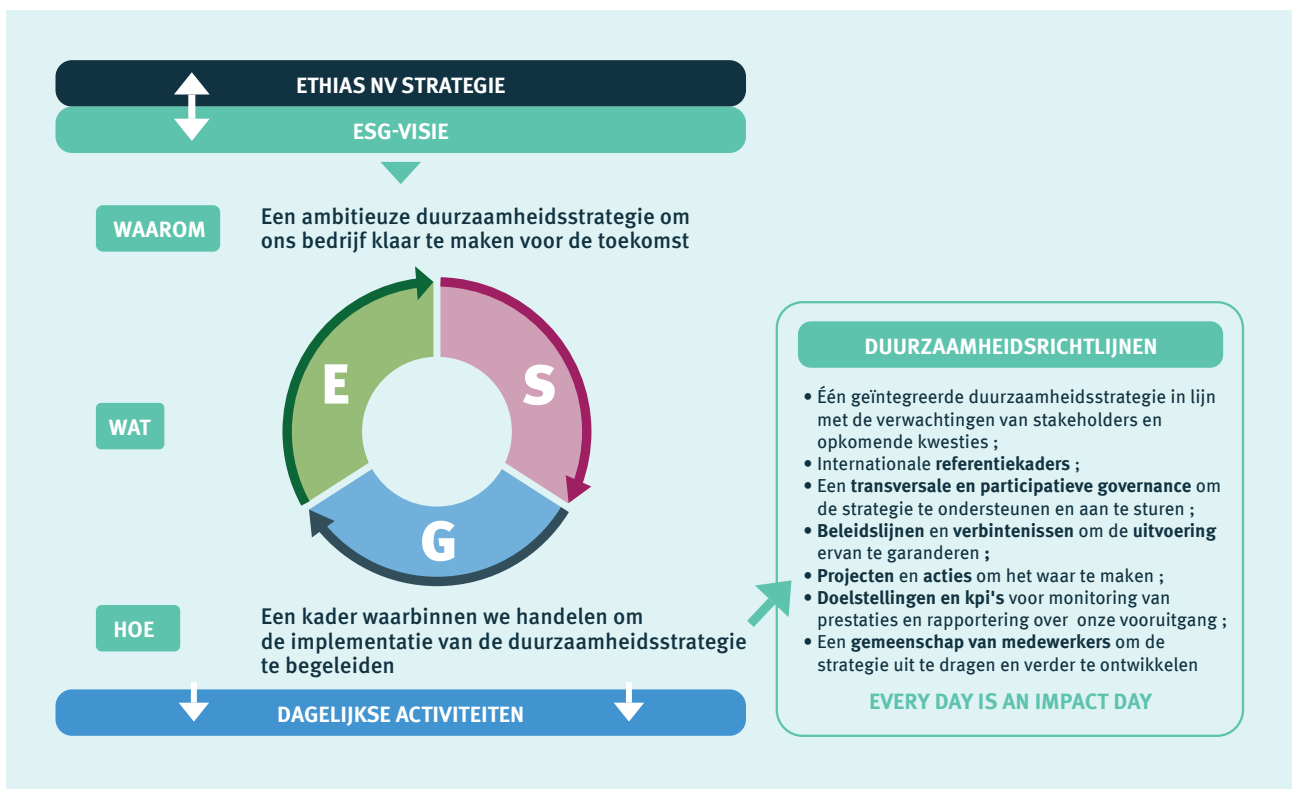 ETHIAS NV STRATEGIE
ESG-VISIE
WAAROM
Een ambitieuze duurzaamheidsstrategie om
ons bedrijf klaar te maken voor de toekomst
WAT
E
S
G
HOE
Een kader waarbinnen we handelen om
de implementatie van de duurzaamheidsstrategie
te begeleiden
DAGELIJKSE ACTIVITEITEN
DUURZAAMHEIDSRICHTLIJNEN
• Één geïntegreerde duurzaamheidsstrategie in lijn
met de verwachtingen van stakeholders en
opkomende kwesties ;
• Internationale referentiekaders ;
• Een transversale en participatieve governance om
de strategie te ondersteunen en aan te sturen ;
• Beleidslijnen en verbintenissen om de uitvoering
ervan te garanderen ;
• Projecten en acties om het waar te maken ;
• Doelstellingen en kpi's voor monitoring van
prestaties en rapportering over onze vooruitgang ;
• Een gemeenschap van medewerkers om de
strategie uit te dragen en verder te ontwikkelen
EVERY DAY IS AN IMPACT DAY